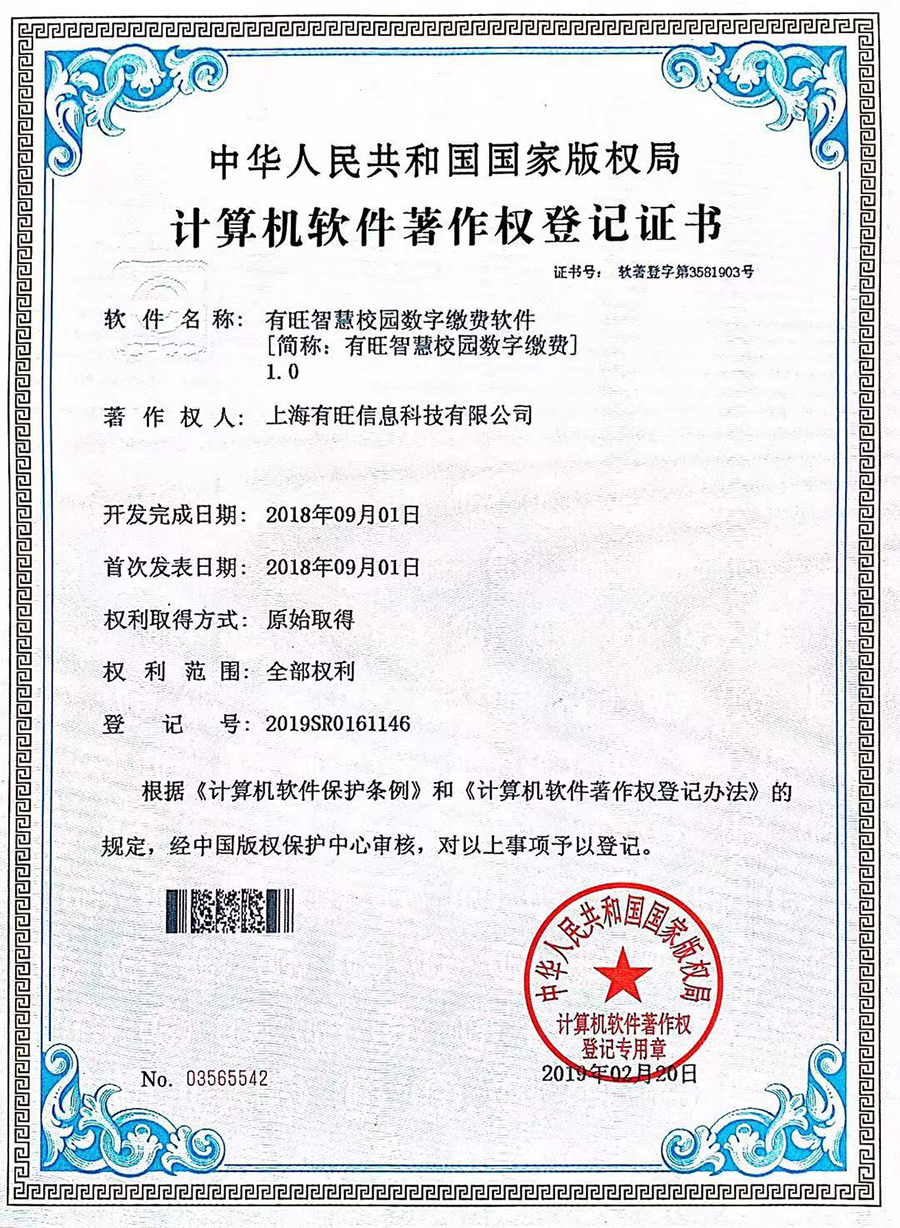 中华人民共和国国家版权局
计算机软件著作权登记证书
证书号： 软著登字第3581903号
软件名称： 有旺智慧校园数字缴费软件
[简称：有旺智慧校园数字缴费]
1.0
著作权人： 上海有旺信息科技有限公司
开发完成日期： 2018年09月01日
首次发表日期： 2018年09月01日
权利取得方式： 原始取得
权利范围： 全部权利
登记号： 2019SR0161146
根据《计算机软件保护条例》和《计算机软件著作权登记办法》的
规定，经中国版权保护中心审核，对以上事项予以登记。
中华人民共和国国家版权局
计算机软件著作权
登记专用章
No. 03565542
2019年02月20日